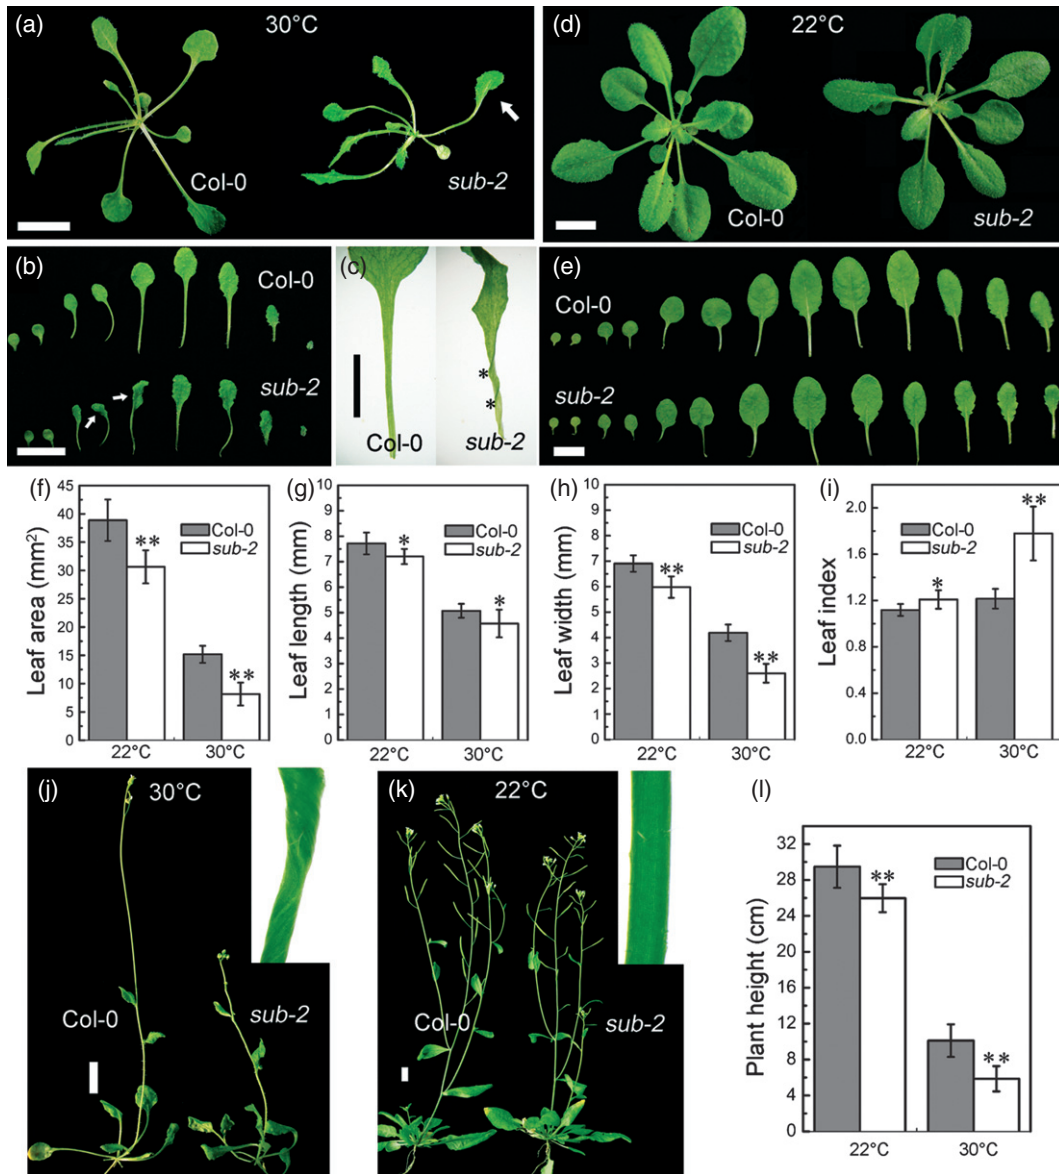 (a)
30°C
Col-0
sub-2
(d)
22°C
Col-0
sub-2
(b)
Col-0
sub-2
(c)
Col-0
sub-2
*
*
(e)
Col-0
sub-2
(f)
Leaf area (mm²)
45
40
35
30
25
20
15
10
5
0
Col-0
sub-2
**
**
22°C
30°C
(g)
Leaf length (mm)
10
9
8
7
6
5
4
3
2
1
0
Col-0
sub-2
*
*
22°C
30°C
(h)
Leaf width (mm)
10
9
8
7
6
5
4
3
2
1
0
Col-0
sub-2
**
**
22°C
30°C
(i)
Leaf index
2.0
1.6
1.2
0.8
0.4
0.0
Col-0
sub-2
*
**
22°C
30°C
(j)
30°C
Col-0
sub-2
(k)
22°C
Col-0
sub-2
(l)
Plant height (cm)
32
28
24
20
16
12
8
4
0
Col-0
sub-2
**
**
22°C
30°C